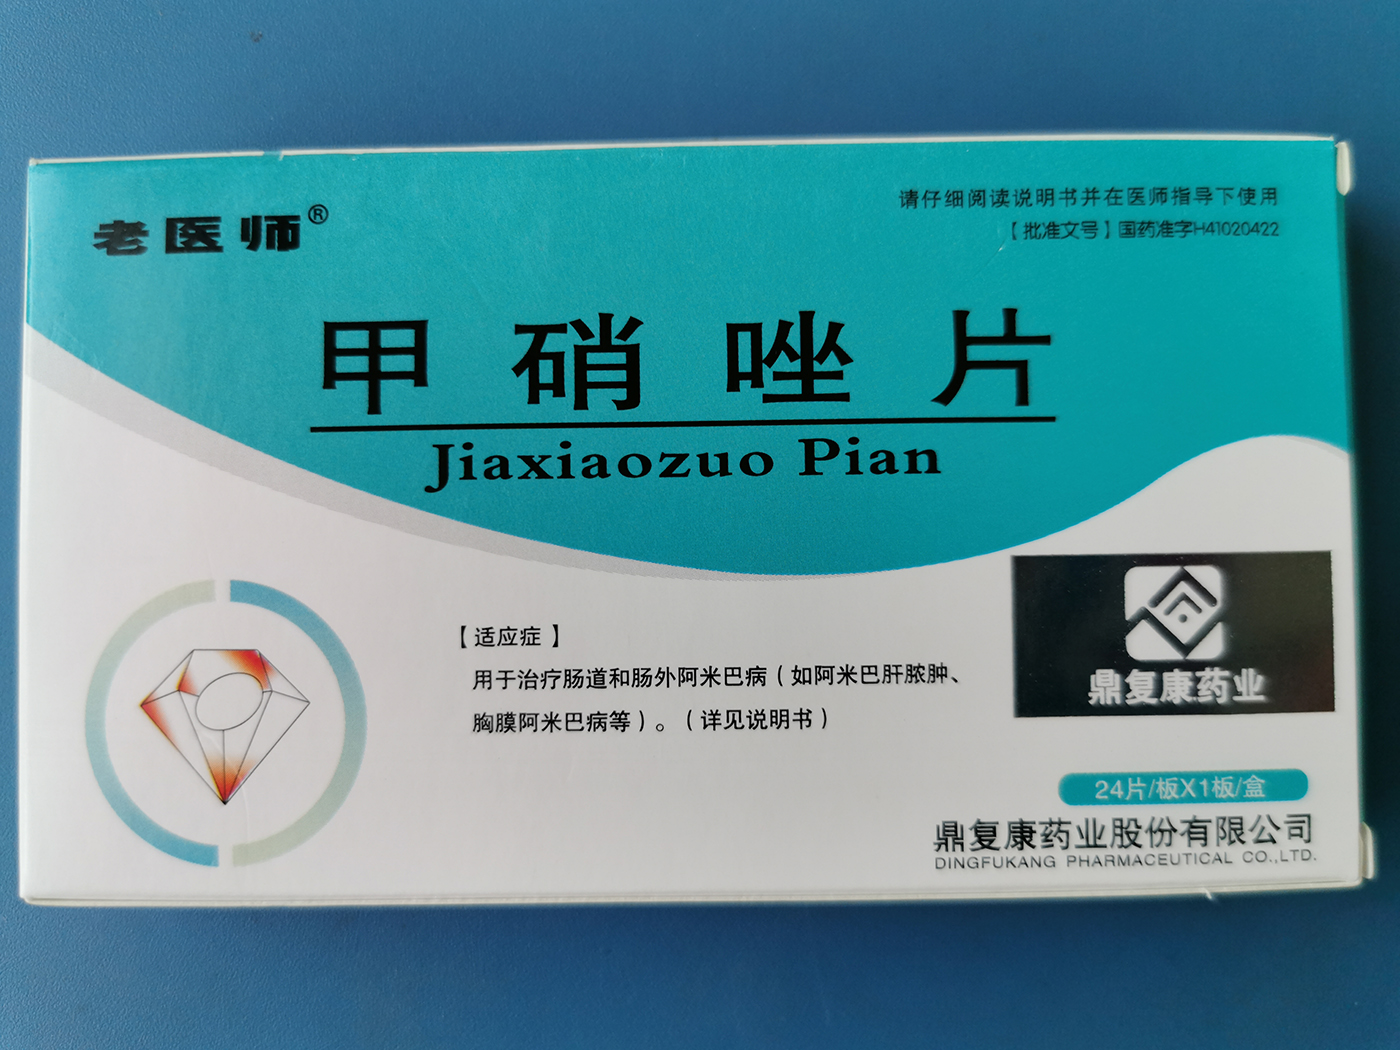 老医师®
请仔细阅读说明书并在医师指导下使用
【批准文号】国药准字H41020422
甲硝唑片
Jiaxiaozuo Pian
【适应症】
用于治疗肠道和肠外阿米巴病（如阿米巴肝脓肿、
胸膜阿米巴病等）。（详见说明书）
鼎复康药业
24片/板X1板/盒
鼎复康药业股份有限公司
DINGFUKANG PHARMACEUTICAL CO.,LTD.